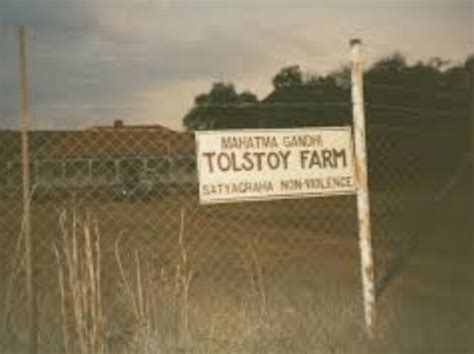 MAHATMA GANDHI
TOLSTOY FARM
SATYAGRAHA NON-VIOLENCE